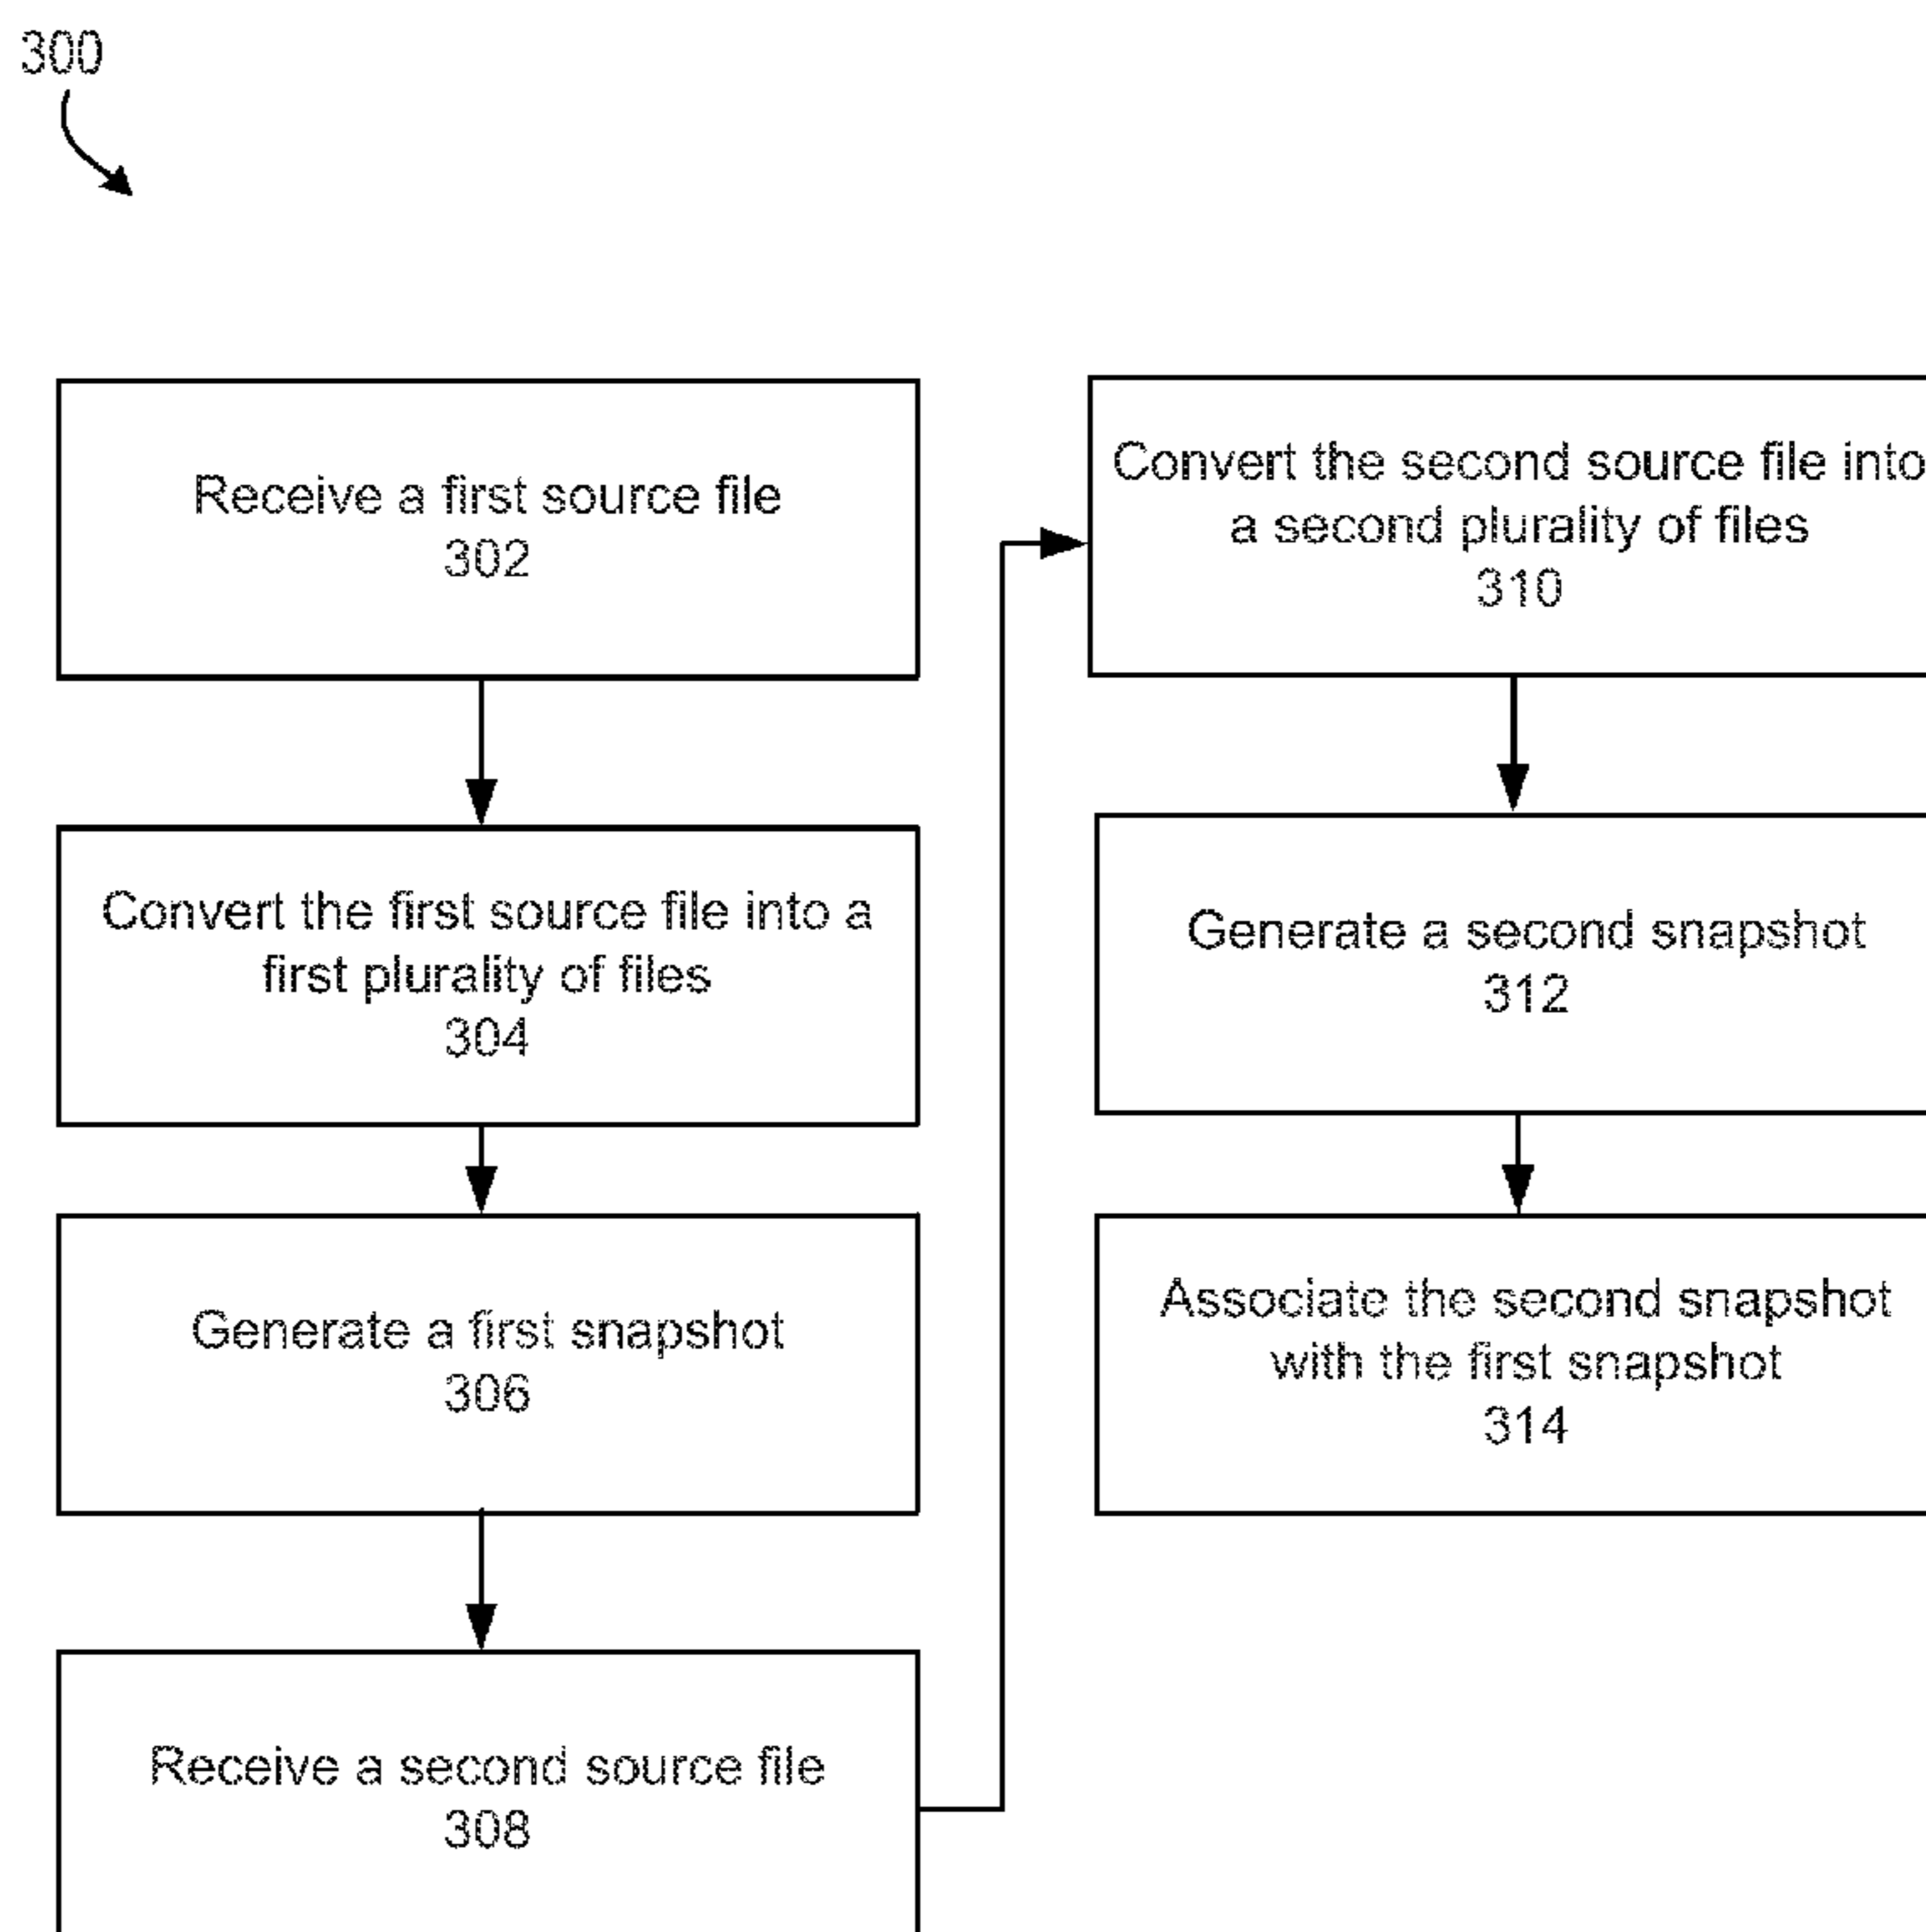 300
Receive a first source file
302
Convert the first source file into a
first plurality of files
304
Generate a first snapshot
306
Receive a second source file
308
Convert the second source file into
a second plurality of files
310
Generate a second snapshot
312
Associate the second snapshot
with the first snapshot
314